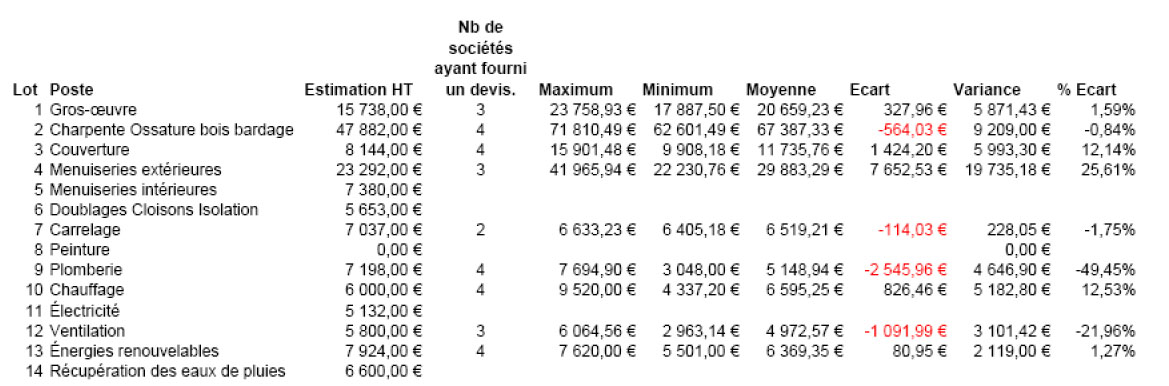 Nb de
sociétés
ayant fourni
Lot Poste Estimation HT un devis. Maximum Minimum Moyenne Ecart Variance % Ecart
1 Gros-œuvre 15 738,00 € 3 23 758,93 € 17 887,50 € 20 659,23 € 327,96 € 5 871,43 € 1,59%
2 Charpente Ossature bois bardage 47 882,00 € 4 71 810,49 € 62 601,49 € 67 387,33 € -564,03 € 9 209,00 € -0,84%
3 Couverture 8 144,00 € 4 15 901,48 € 9 908,18 € 11 735,76 € 1 424,20 € 5 993,30 € 12,14%
4 Menuiseries extérieures 23 292,00 € 3 41 965,94 € 22 230,76 € 29 883,29 € 7 652,53 € 19 735,18 € 25,61%
5 Menuiseries intérieures 7 380,00 €
6 Doublages Cloisons Isolation 5 653,00 €
7 Carrelage 7 037,00 € 2 6 633,23 € 6 405,18 € 6 519,21 € -114,03 € 228,05 € -1,75%
8 Peinture 0,00 € 0,00 €
9 Plomberie 7 198,00 € 4 7 694,90 € 3 048,00 € 5 148,94 € -2 545,96 € 4 646,90 € -49,45%
10 Chauffage 6 000,00 € 4 9 520,00 € 4 337,20 € 6 595,25 € 826,46 € 5 182,80 € 12,53%
11 Électricité 5 132,00 €
12 Ventilation 5 800,00 € 3 6 064,56 € 2 963,14 € 4 972,57 € -1 091,99 € 3 101,42 € -21,96%
13 Énergies renouvelables 7 924,00 € 4 7 620,00 € 5 501,00 € 6 369,35 € 80,95 € 2 119,00 € 1,27%
14 Récupération des eaux de pluies 6 600,00 €